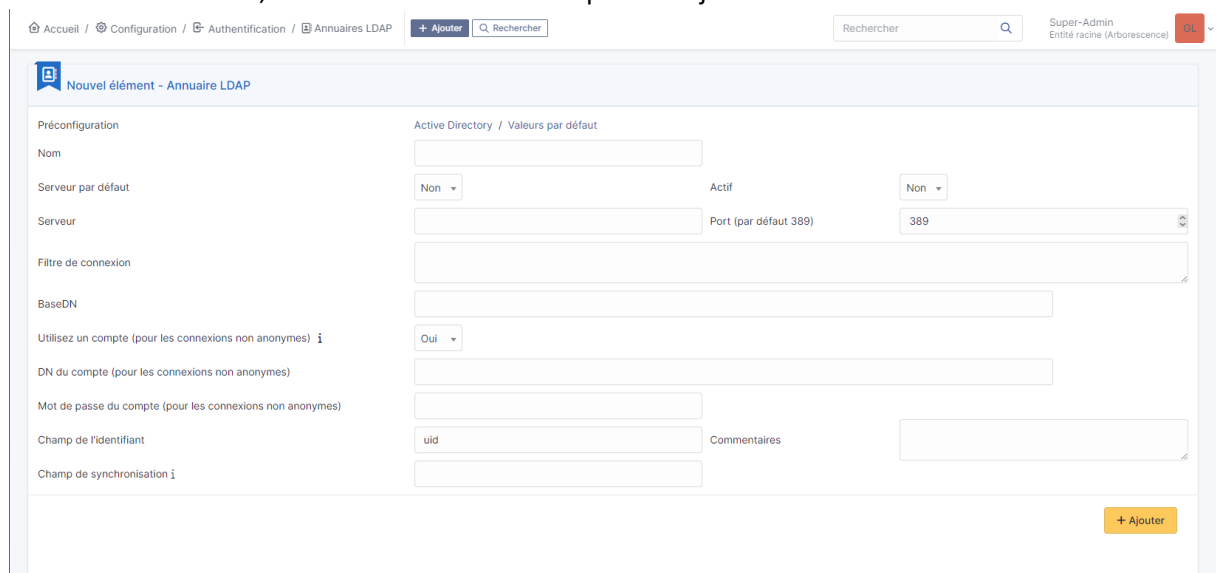 Accueil / Configuration / Authentification / Annuaires LDAP + Ajouter Rechercher Rechercher Super-Admin GL
Entité racine (Arborescence)
Nouvel élément - Annuaire LDAP
Préconfiguration Active Directory / Valeurs par défaut
Nom
Serveur par défaut Non Actif Non
Serveur Port (par défaut 389) 389
Filtre de connexion
BaseDN
Utilisez un compte (pour les connexions non anonymes) i Oui
DN du compte (pour les connexions non anonymes)
Mot de passe du compte (pour les connexions non anonymes)
Champ de l'identifiant uid Commentaires
Champ de synchronisation i
+ Ajouter